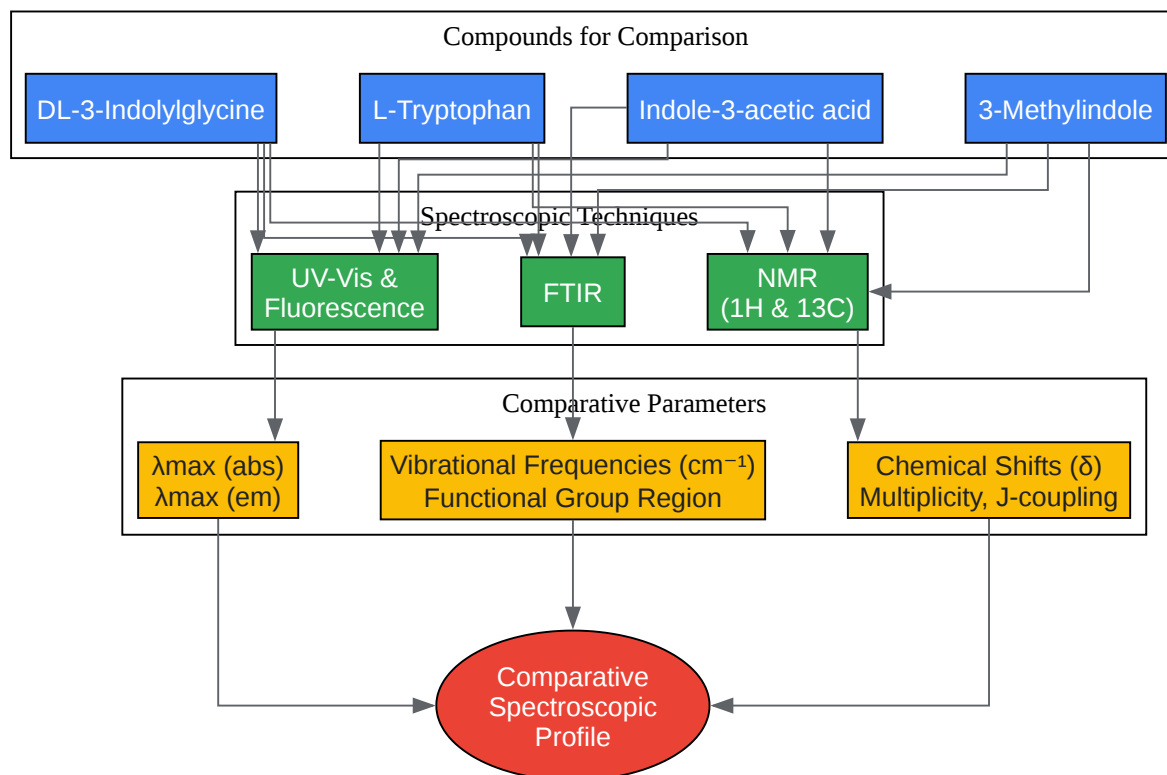 Compounds for Comparison
DL-3-Indolylglycine
L-Tryptophan
Indole-3-acetic acid
3-Methylindole
Spectroscopic Techniques
UV-Vis &
Fluorescence
FTIR
NMR
(1H & 13C)
Comparative Parameters
λmax (abs)
λmax (em)
Vibrational Frequencies (cm⁻¹)
Functional Group Region
Chemical Shifts (δ)
Multiplicity, J-coupling
Comparative
Spectroscopic
Profile